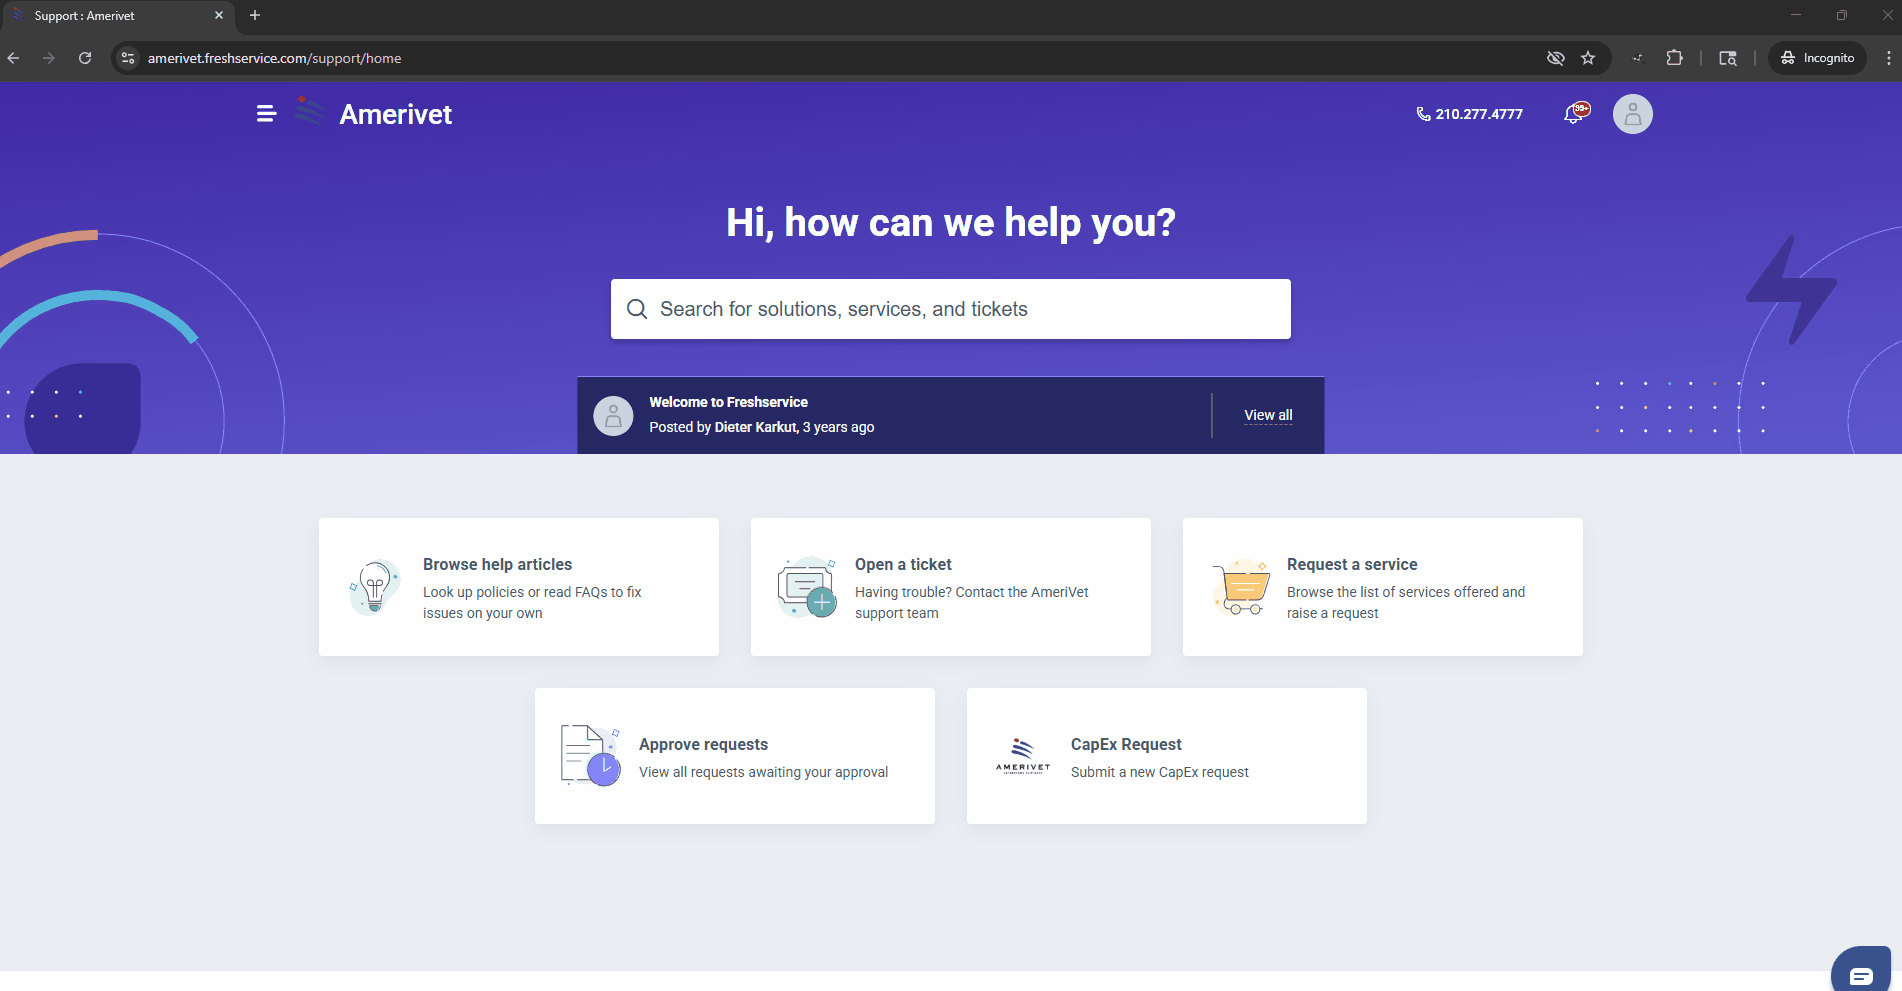 Support : Amerivet
amerivet.freshservice.com/support/home
Incognito
Amerivet
210.277.4777
99+
Hi, how can we help you?
Search for solutions, services, and tickets
Welcome to Freshservice
Posted by Dieter Karkut, 3 years ago
View all
Browse help articles
Look up policies or read FAQs to fix
issues on your own
Open a ticket
Having trouble? Contact the AmeriVet
support team
Request a service
Browse the list of services offered and
raise a request
Approve requests
View all requests awaiting your approval
AMERIVET
CapEx Request
Submit a new CapEx request